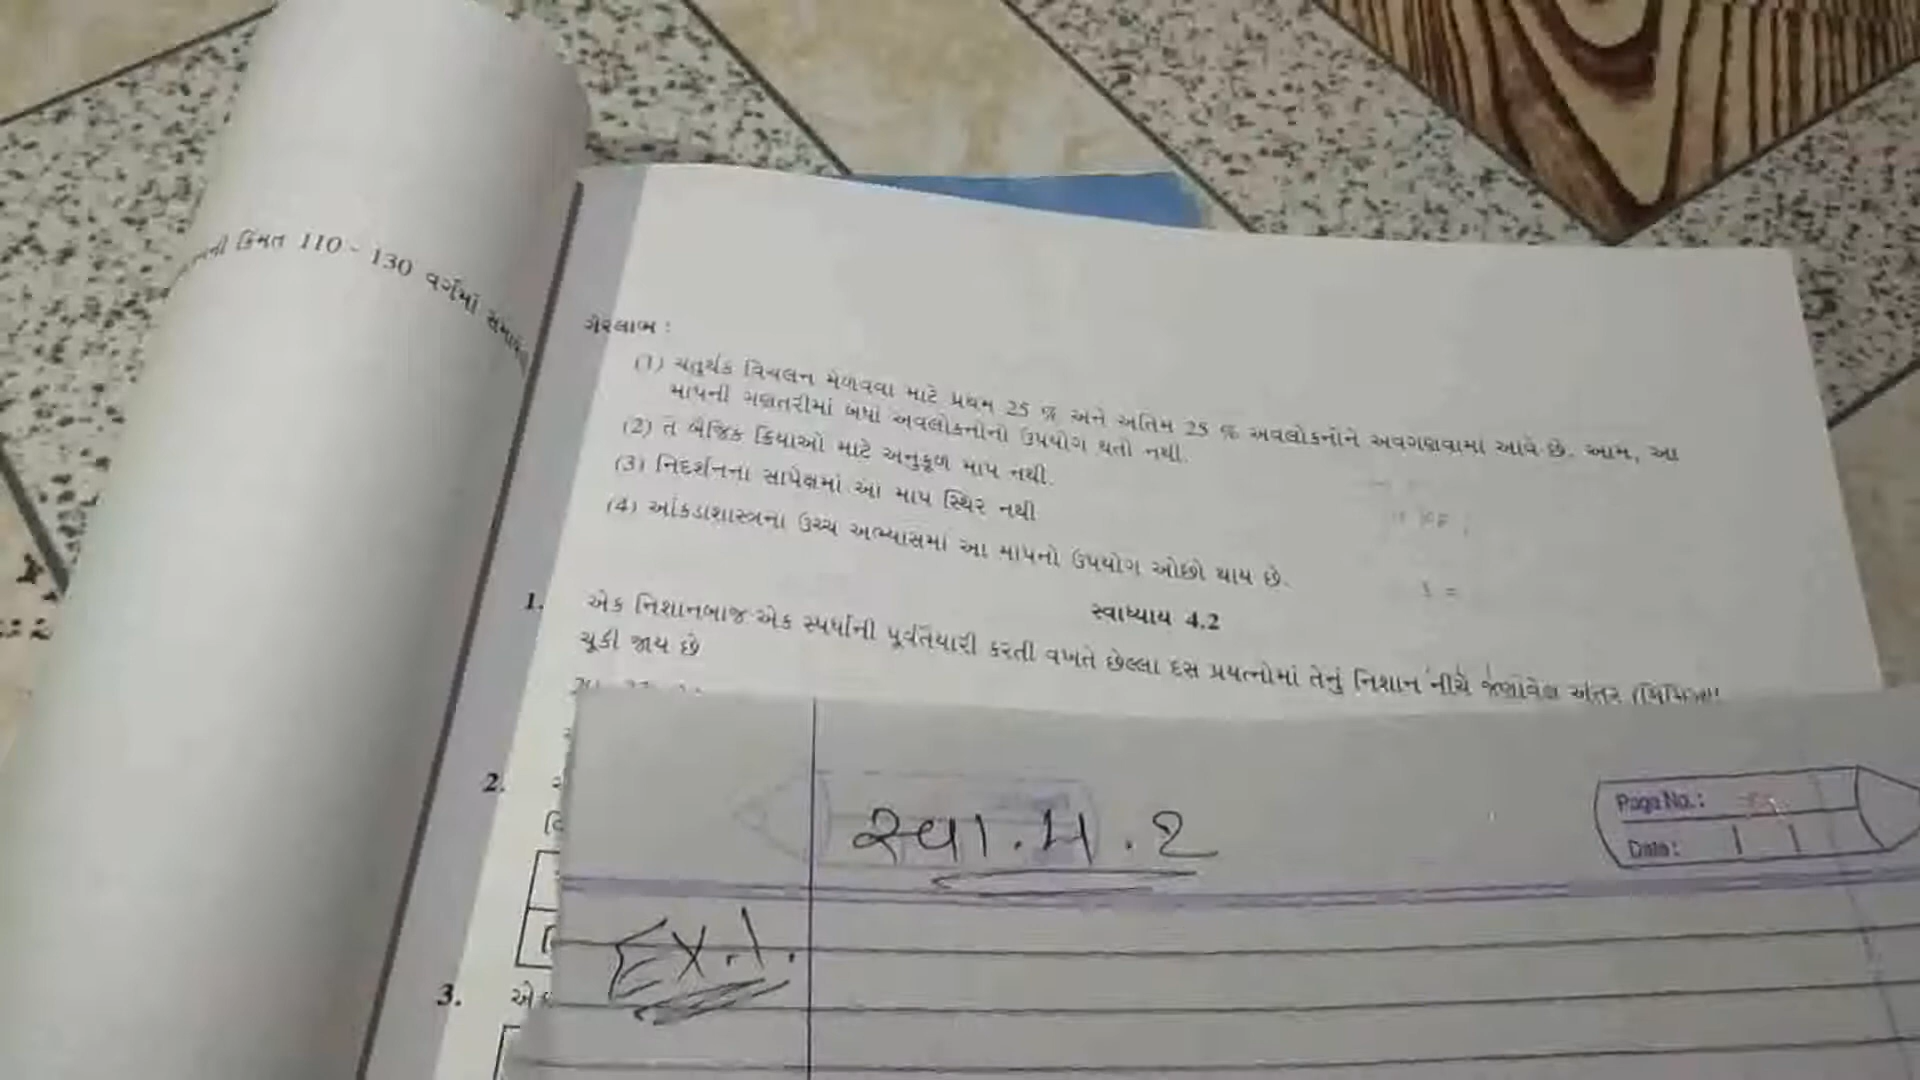 કિંમત 110 - 130 વર્ગમાં
ગેરલાભ :
(1) ચતુર્થક વિચલન મેળવવા માટે પ્રથમ 25 % અને અંતિમ 25 % અવલોકનોને અવગણવામાં આવે છે. આમ, આ
માપની ગણતરીમાં બધાં અવલોકનોનો ઉપયોગ થતો નથી.
(2) તે બૈજિક ક્રિયાઓ માટે અનુકૂળ માપ નથી.
(3) નિદર્શનના સાપેક્ષમાં આ માપ સ્થિર નથી
(4) આંકડાશાસ્ત્રના ઉચ્ચ અભ્યાસમાં આ માપનો ઉપયોગ ઓછો થાય છે.
સ્વાધ્યાય 4.2
1. એક નિશાનબાજ એક સ્પર્ધાની પૂર્વતૈયારી કરતી વખતે છેલ્લા દસ પ્રયત્નોમાં તેનું નિશાન નીચે જણાવેલ અંતર
ચૂકી જાય છે
2.
3.
સ્વા.4.2
Page No.:
Date:
Ex.1.